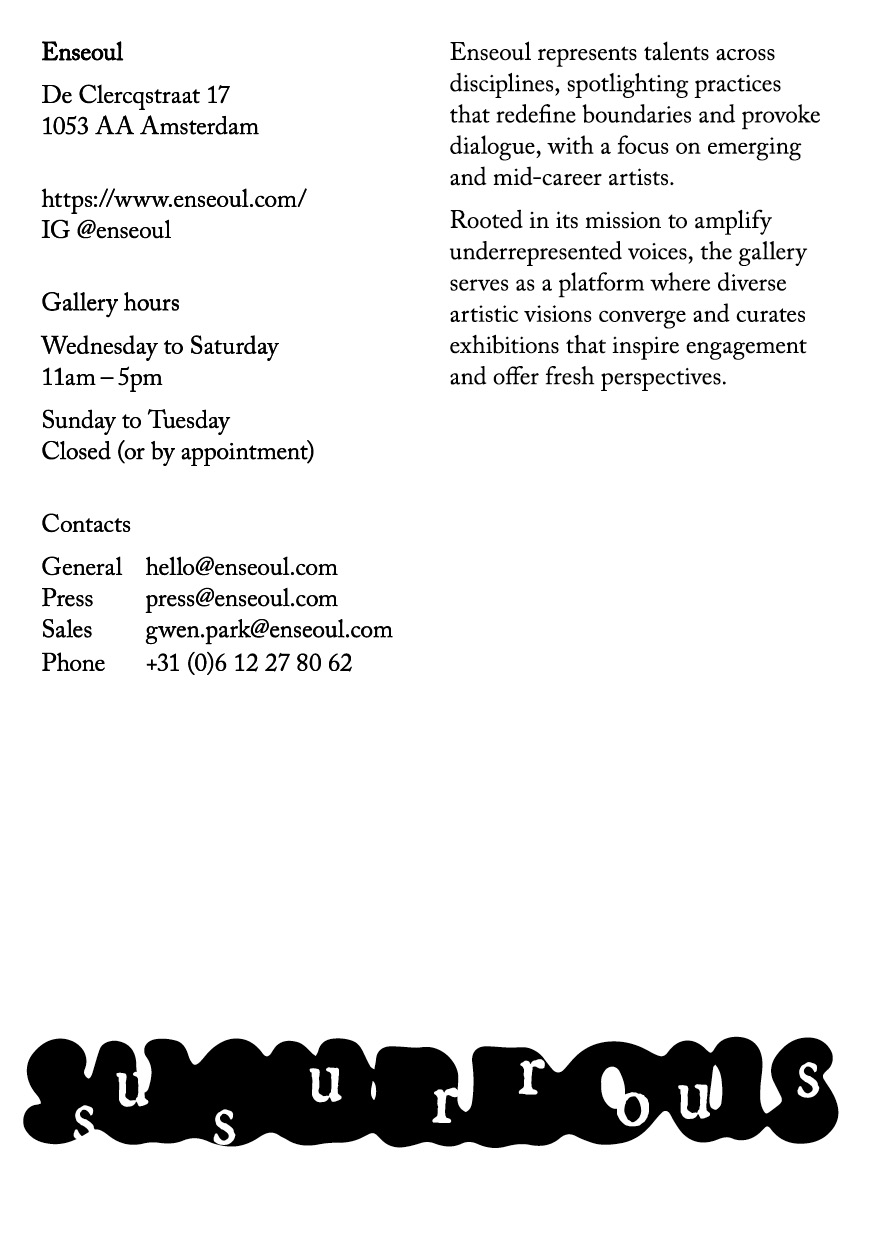 Enseoul
De Clercqstraat 17
1053 AA Amsterdam
https://www.enseoul.com/
IG @enseoul
Gallery hours
Wednesday to Saturday
11am – 5pm
Sunday to Tuesday
Closed (or by appointment)
Contacts
General hello@enseoul.com
Press press@enseoul.com
Sales gwen.park@enseoul.com
Phone +31 (0)6 12 27 80 62
Enseoul represents talents across
disciplines, spotlighting practices
that redefine boundaries and provoke
dialogue, with a focus on emerging
and mid-career artists.
Rooted in its mission to amplify
underrepresented voices, the gallery
serves as a platform where diverse
artistic visions converge and curates
exhibitions that inspire engagement
and offer fresh perspectives.
susurrous